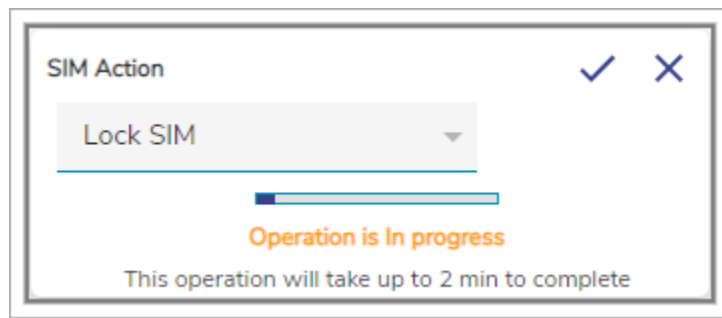 SIM Action
Lock SIM
Operation is In progress
This operation will take up to 2 min to complete